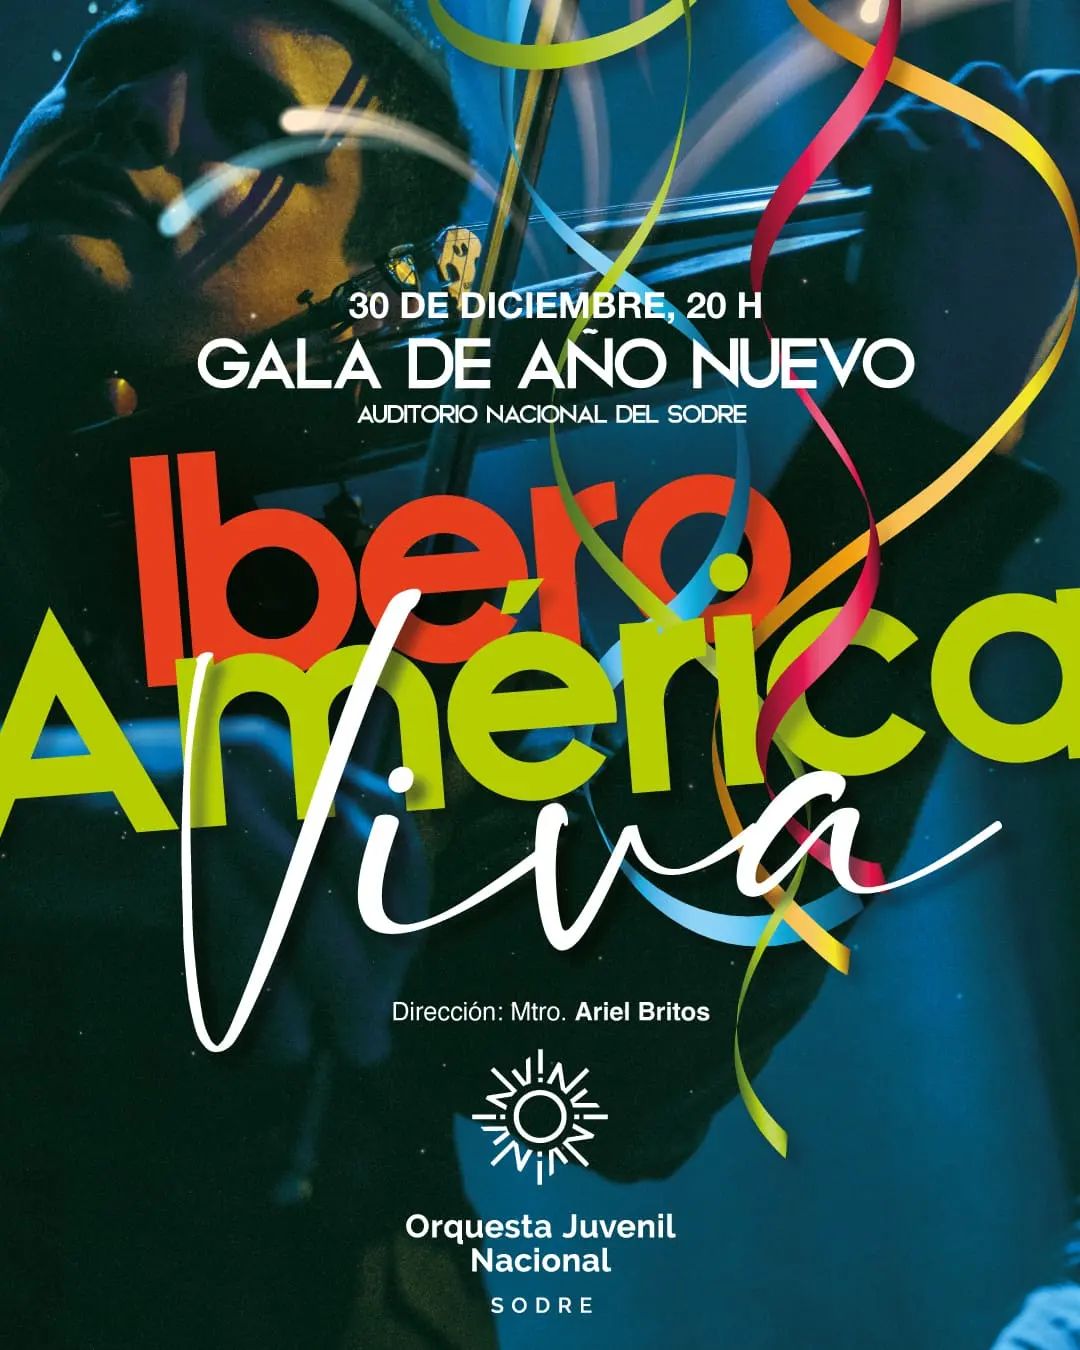 30 DE DICIEMBRE, 20 H
GALA DE AÑO NUEVO
AUDITORIO NACIONAL DEL SODRE
Ibero
América
Viva
Dirección: Mtro. Ariel Britos
Orquesta Juvenil
Nacional
SODRE